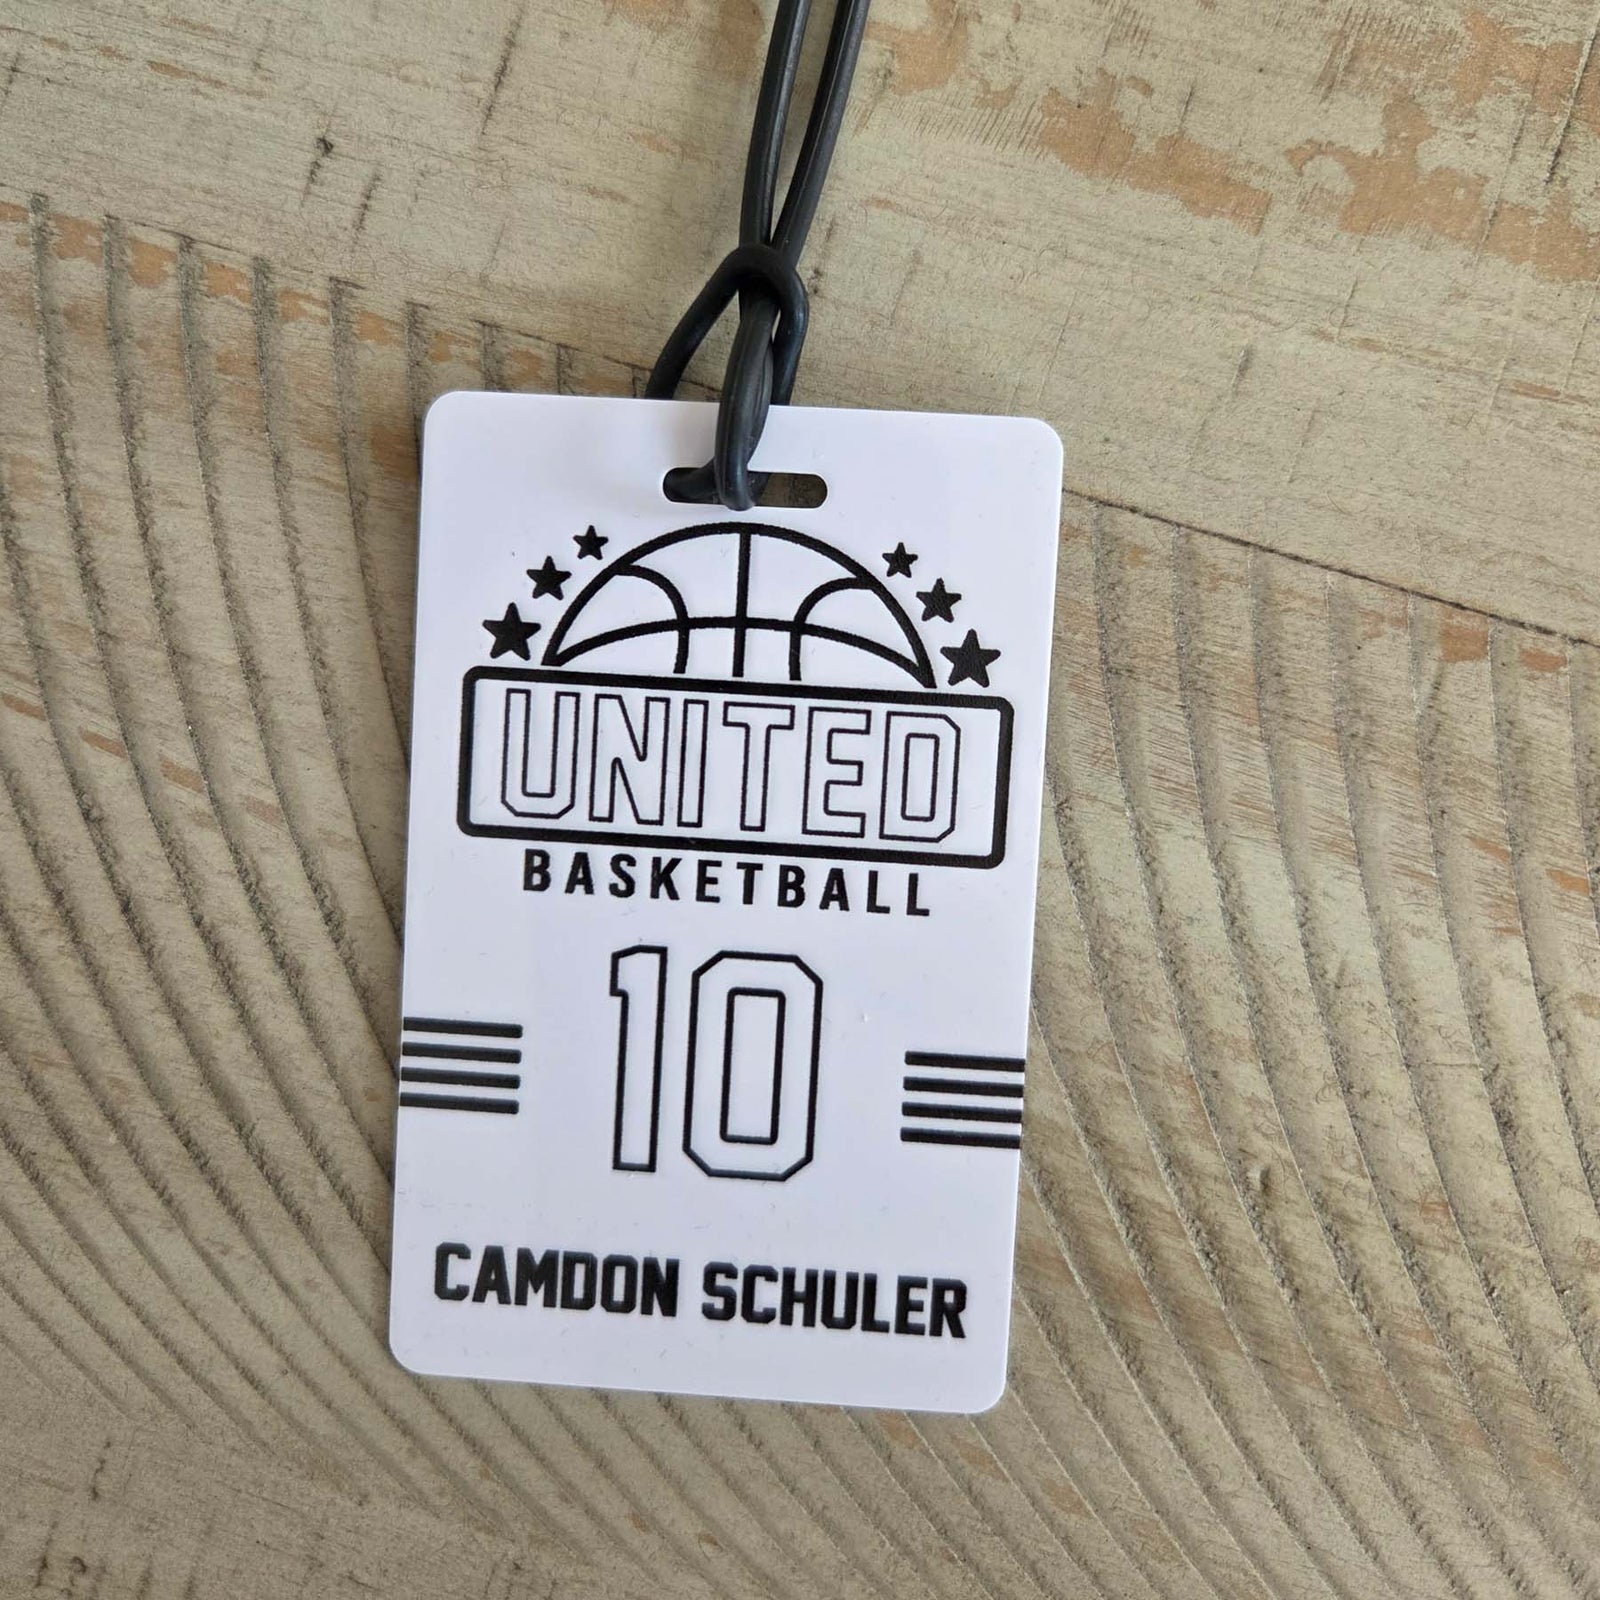 UNITED
BASKETBALL
10
CAMDON SCHULER